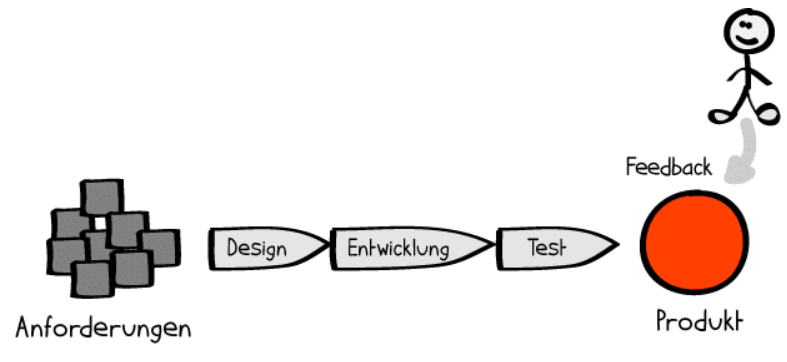 Feedback
Design
Entwicklung
Test
Anforderungen
Produkt